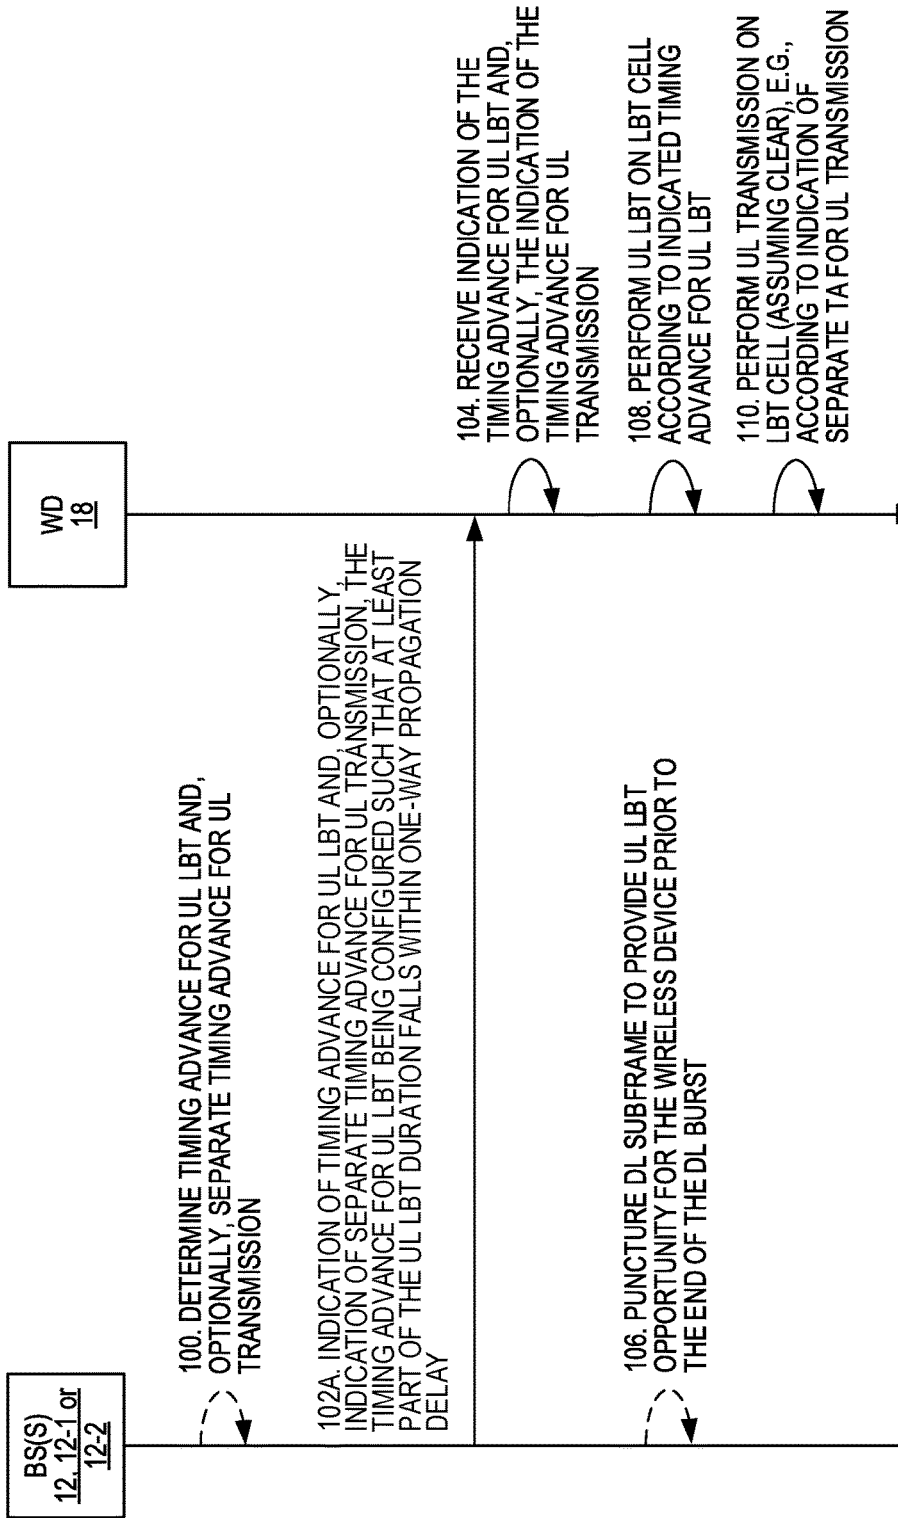 BS(S)
12, 12-1 or
12-2
WD
18
100. DETERMINE TIMING ADVANCE FOR UL LBT AND,
OPTIONALLY, SEPARATE TIMING ADVANCE FOR UL
TRANSMISSION
102A. INDICATION OF TIMING ADVANCE FOR UL LBT AND, OPTIONALLY,
INDICATION OF SEPARATE TIMING ADVANCE FOR UL TRANSMISSION, THE
TIMING ADVANCE FOR UL LBT BEING CONFIGURED SUCH THAT AT LEAST
PART OF THE UL LBT DURATION FALLS WITHIN ONE-WAY PROPAGATION
DELAY
104. RECEIVE INDICATION OF THE
TIMING ADVANCE FOR UL LBT AND,
OPTIONALLY, THE INDICATION OF THE
TIMING ADVANCE FOR UL
TRANSMISSION
106. PUNCTURE DL SUBFRAME TO PROVIDE UL LBT
OPPORTUNITY FOR THE WIRELESS DEVICE PRIOR TO
THE END OF THE DL BURST
108. PERFORM UL LBT ON LBT CELL
ACCORDING TO INDICATED TIMING
ADVANCE FOR UL LBT
110. PERFORM UL TRANSMISSION ON
LBT CELL (ASSUMING CLEAR), E.G.,
ACCORDING TO INDICATION OF
SEPARATE TA FOR UL TRANSMISSION